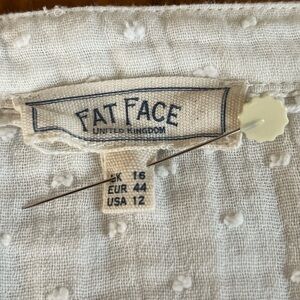 FAT FACE
UNITED KINGDOM
UK 16
EUR 44
USA 12